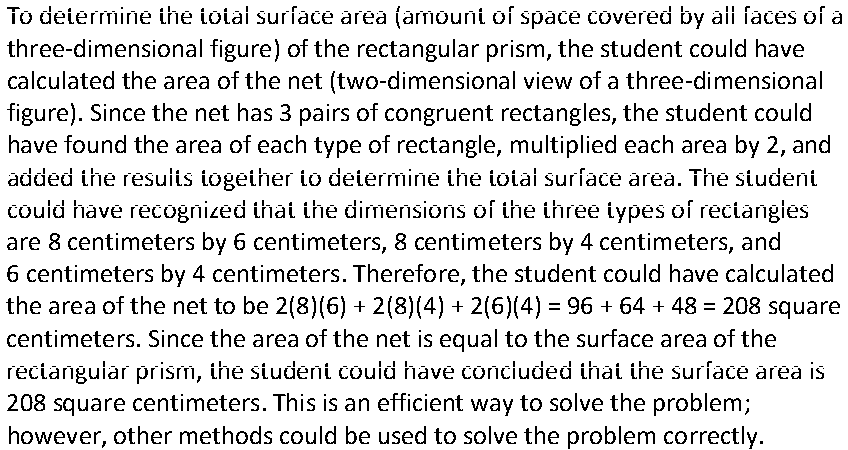 To determine the total surface area (amount of space covered by all faces of a
three-dimensional figure) of the rectangular prism, the student could have
calculated the area of the net (two-dimensional view of a three-dimensional
figure). Since the net has 3 pairs of congruent rectangles, the student could
have found the area of each type of rectangle, multiplied each area by 2, and
added the results together to determine the total surface area. The student
could have recognized that the dimensions of the three types of rectangles
are 8 centimeters by 6 centimeters, 8 centimeters by 4 centimeters, and
6 centimeters by 4 centimeters. Therefore, the student could have calculated
the area of the net to be 2(8)(6) + 2(8)(4) + 2(6)(4) = 96 + 64 + 48 = 208 square
centimeters. Since the area of the net is equal to the surface area of the
rectangular prism, the student could have concluded that the surface area is
208 square centimeters. This is an efficient way to solve the problem;
however, other methods could be used to solve the problem correctly.